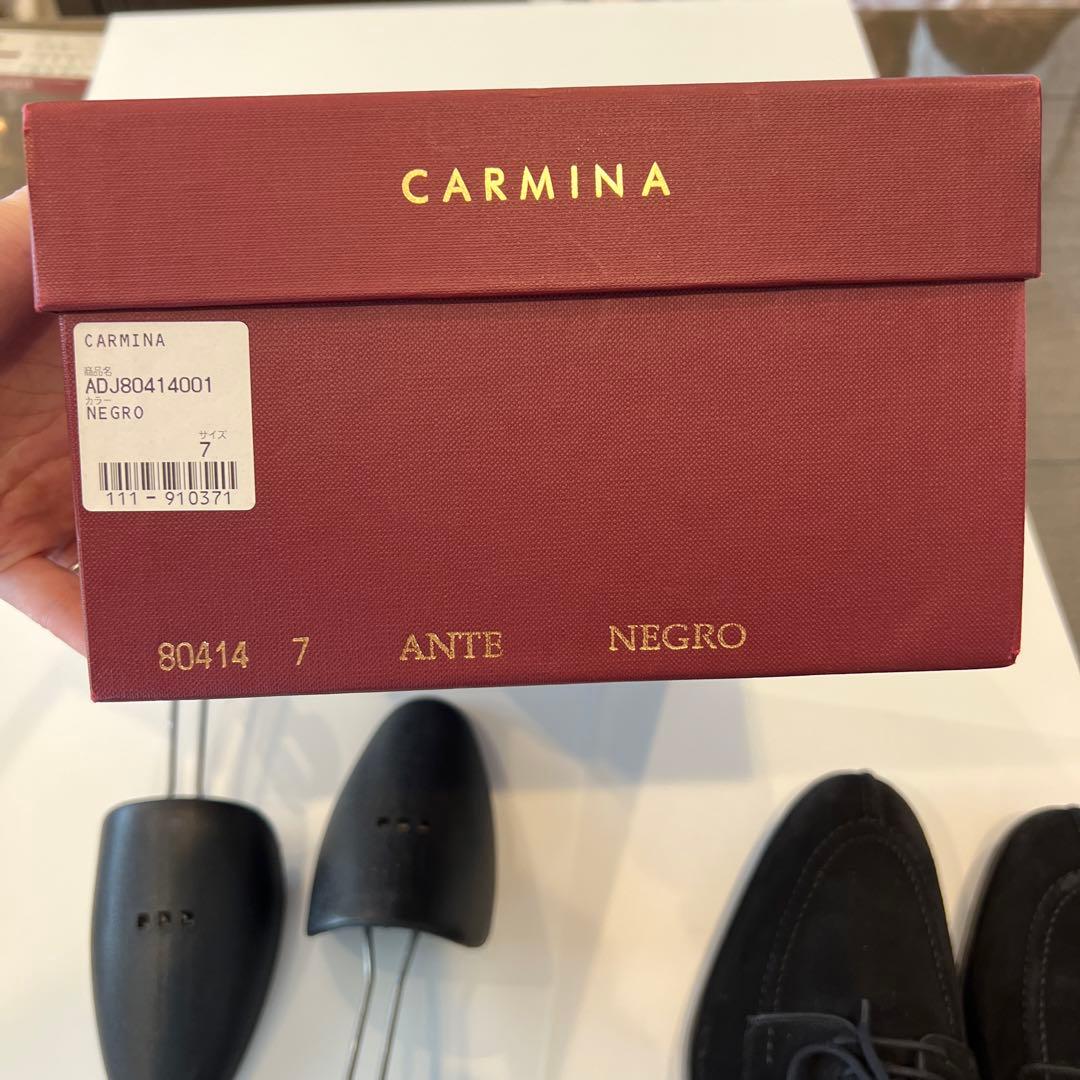 CARMINA
CARMINA
商品名
ADJ80414001
カラー
NEGRO
サイズ
7
111-910371
80414 7 ANTE NEGRO